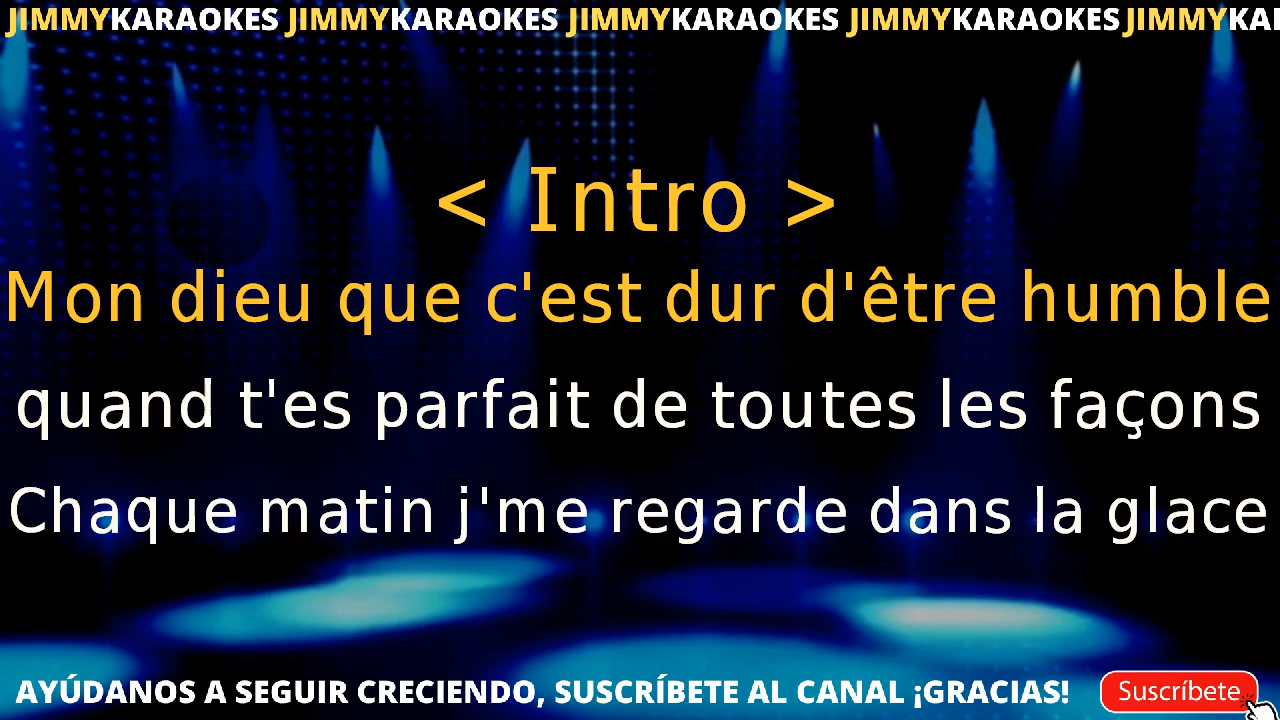 JIMMYKARAOKES JIMMYKARAOKES JIMMYKARAOKES JIMMYKARAOKES JIMMYKA
< Intro >
Mon dieu que c'est dur d'être humble
quand t'es parfait de toutes les façons
Chaque matin j'me regarde dans la glace
AYÚDANOS A SEGUIR CRECIENDO, SUSCRÍBETE AL CANAL ¡GRACIAS! Suscríbete